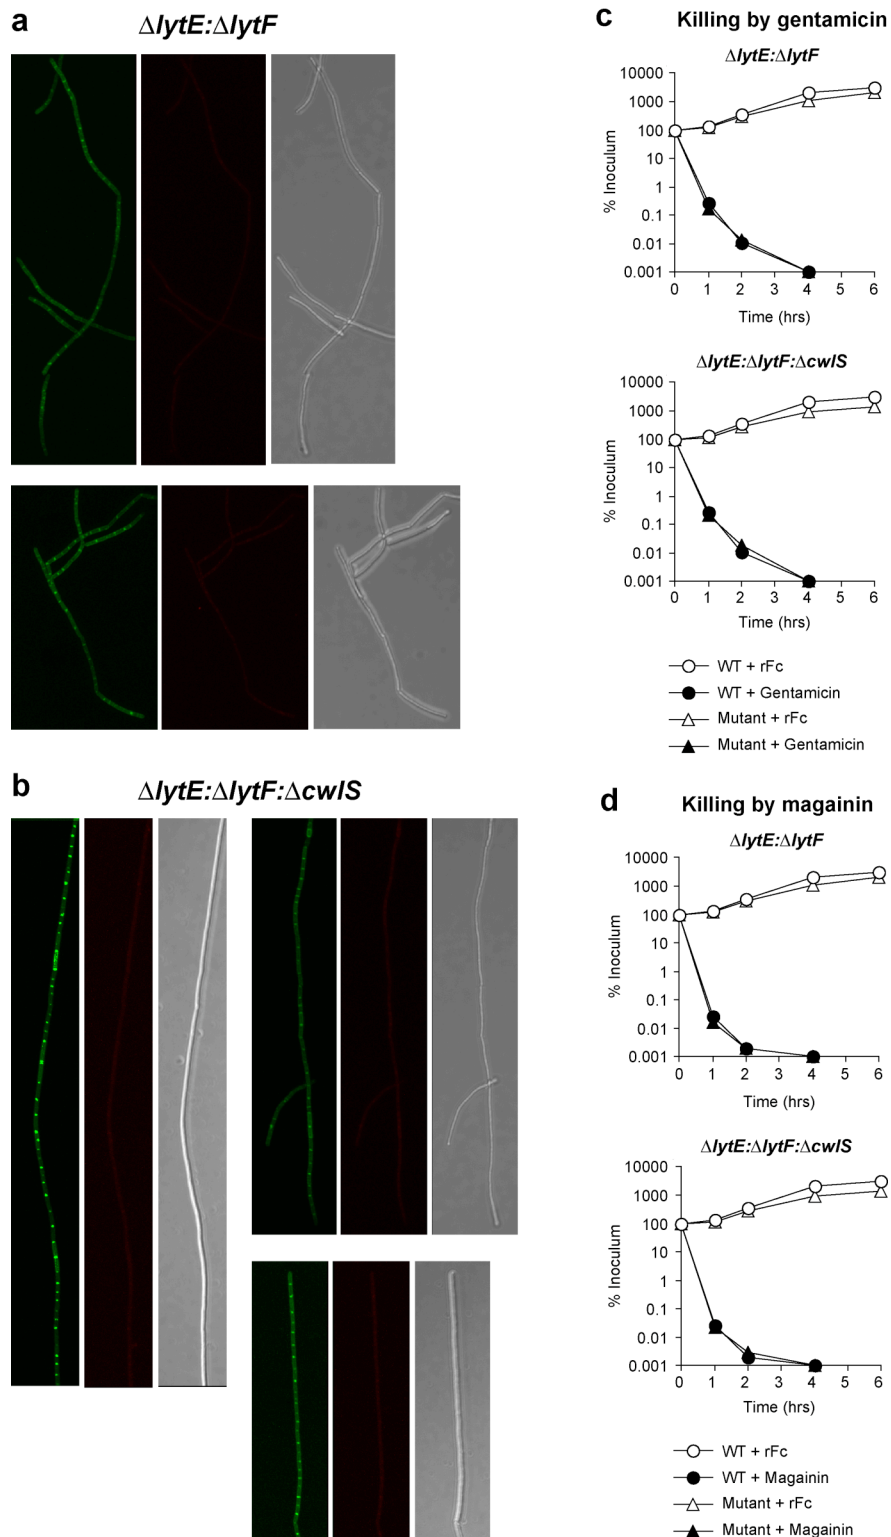 a
ΔlytE:ΔlytF
b
ΔlytE:ΔlytF:ΔcwlS
c
Killing by gentamicin
ΔlytE:ΔlytF
10000
1000
100
10
1
0.1
0.01
0.001
% Inoculum
0 1 2 3 4 5 6
Time (hrs)
ΔlytE:ΔlytF:ΔcwlS
10000
1000
100
10
1
0.1
0.01
0.001
% Inoculum
0 1 2 3 4 5 6
Time (hrs)
WT + rFc
WT + Gentamicin
Mutant + rFc
Mutant + Gentamicin
d
Killing by magainin
ΔlytE:ΔlytF
10000
1000
100
10
1
0.1
0.01
0.001
% Inoculum
0 1 2 3 4 5 6
Time (hrs)
ΔlytE:ΔlytF:ΔcwlS
10000
1000
100
10
1
0.1
0.01
0.001
% Inoculum
0 1 2 3 4 5 6
Time (hrs)
WT + rFc
WT + Magainin
Mutant + rFc
Mutant + Magainin